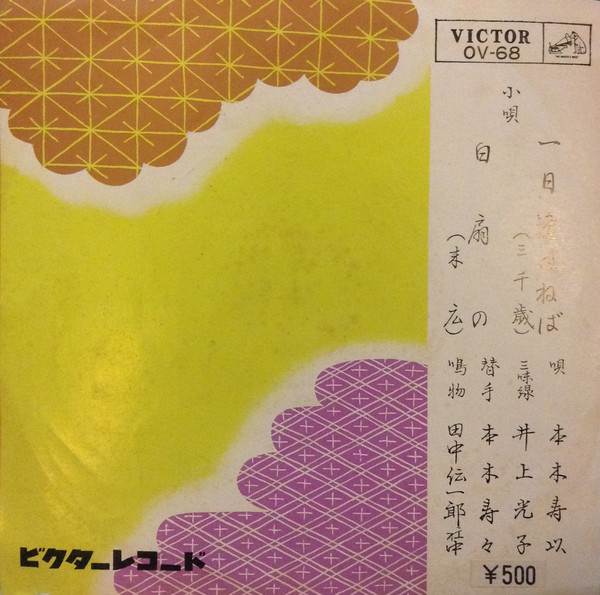 VICTOR
OV-68
小唄
一日逢はねば
(三千歳)
白扇の
(末広)
唄 本木寿以
三味線 井上光子
替手 本木寿々
鳴物 田中伝一郎社中
¥500
ビクターレコード